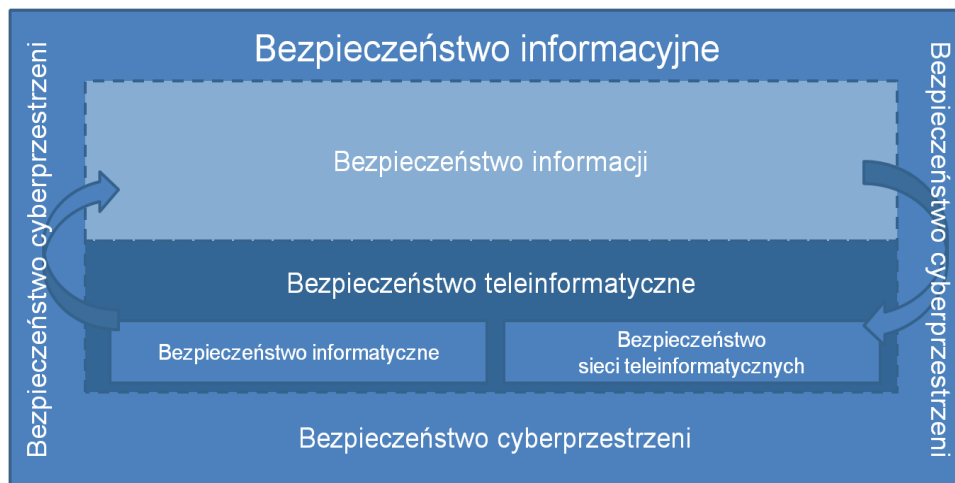 Bezpieczeństwo informacyjne
Bezpieczeństwo cyberprzestrzeni
Bezpieczeństwo informacji
Bezpieczeństwo cyberprzestrzeni
Bezpieczeństwo teleinformatyczne
Bezpieczeństwo informatyczne
Bezpieczeństwo
sieci teleinformatycznych
Bezpieczeństwo cyberprzestrzeni